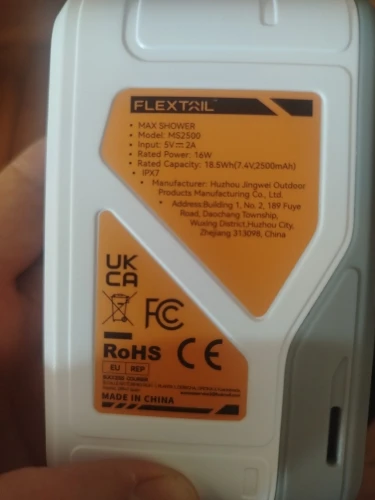 FLEXTAIL
• MAX SHOWER
• Model: MS2500
• Input: 5V⎓2A
• Rated Power: 16W
• Rated Capacity: 18.5Wh(7.4V,2500mAh)
• IPX7
• Manufacturer: Huzhou Jingwei Outdoor
Products Manufacturing Co., Ltd.
• Address:Building 1, No. 2, 189 Fuye
Road, Daochang Township,
Wuxing District,Huzhou City,
Zhejiang 313098, China
UK
CA
FC
RoHS CE
EU REP
MADE IN CHINA